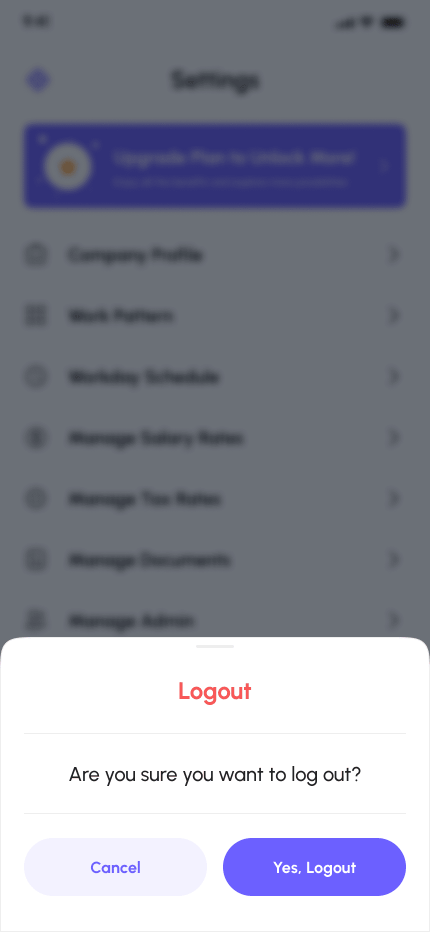 9:41
Settings
Upgrade Plan to Unlock More!
Company Profile
Work Pattern
Workday Schedule
Manage Salary Rates
Manage Tax Rates
Manage Documents
Manage Admin
Logout
Are you sure you want to log out?
Cancel
Yes, Logout